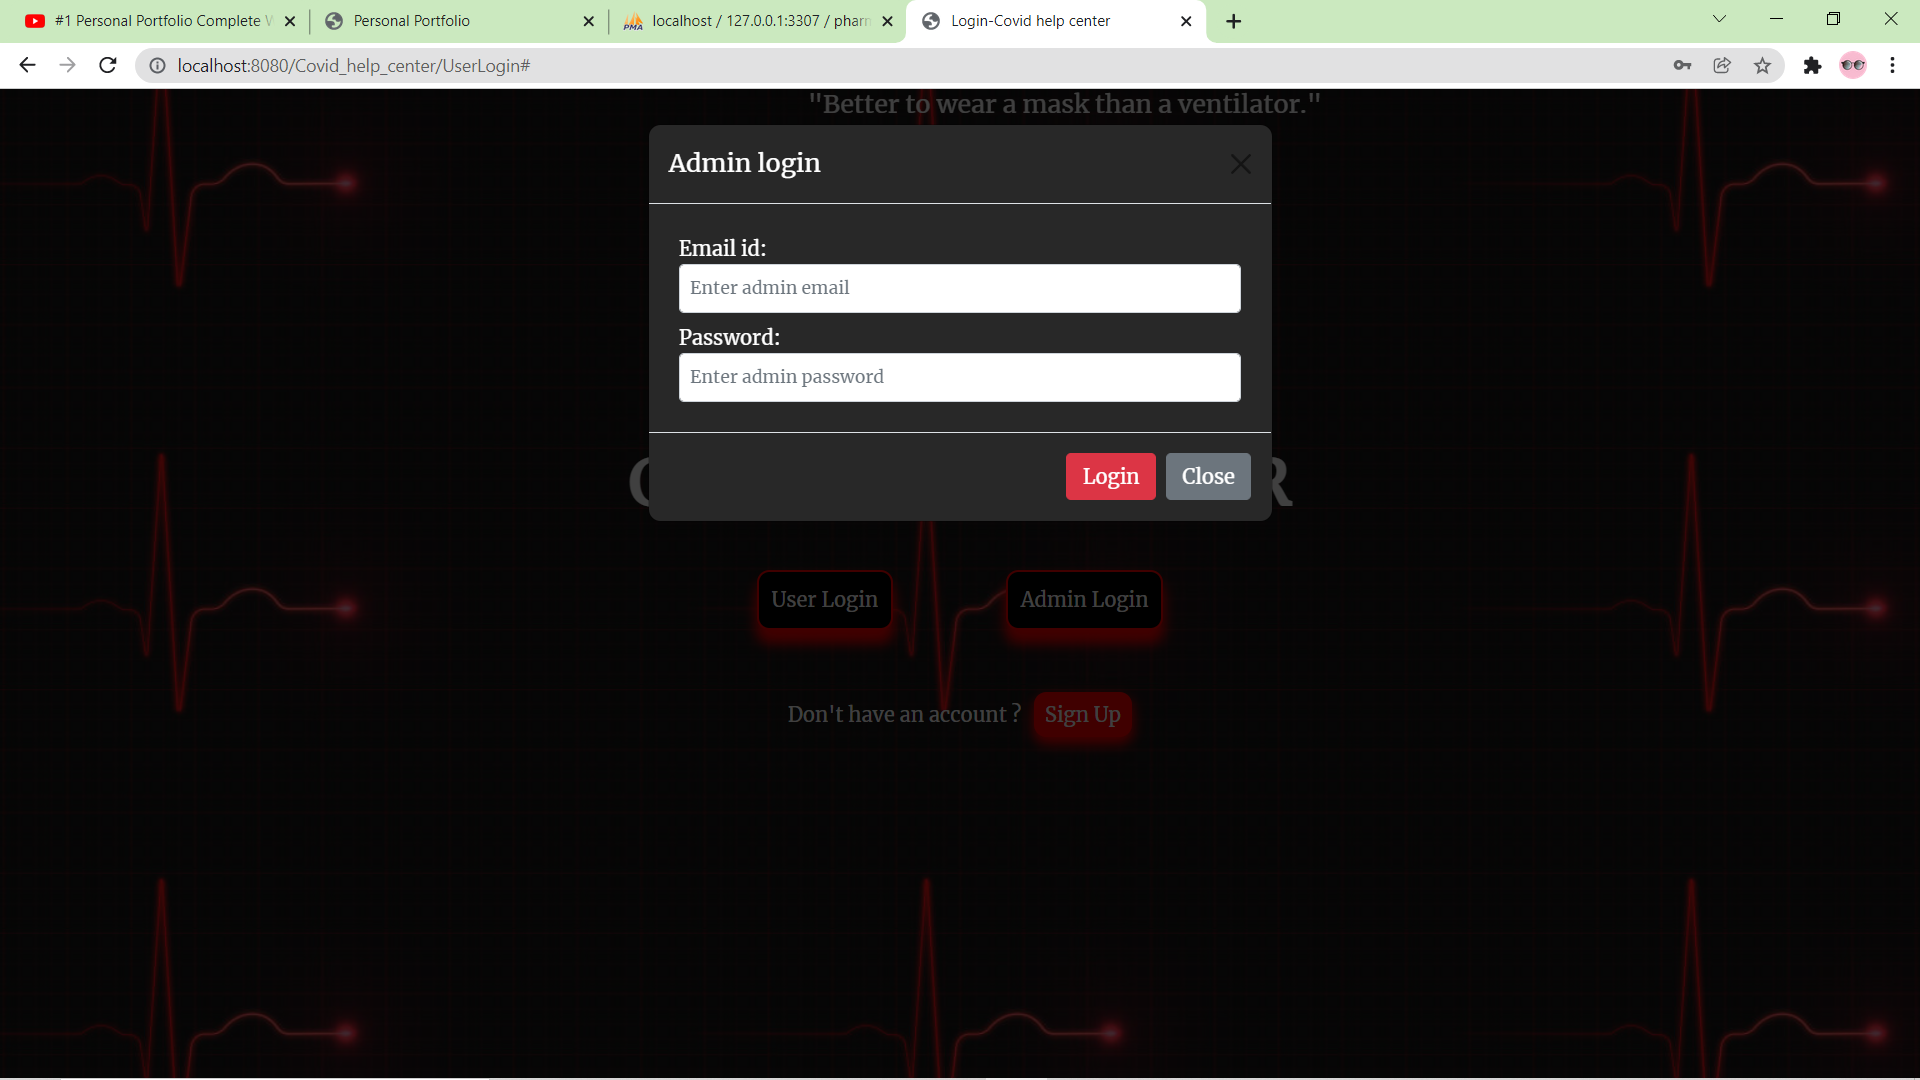 #1 Personal Portfolio Complete
Personal Portfolio
localhost / 127.0.0.1:3307 /
Login-Covid help center
localhost:8080/Covid_help_center/UserLogin#
"Better to wear a mask than a ventilator."
Admin login
Email id:
Enter admin email
Password:
Enter admin password
Login
Close
User Login
Admin Login
Don't have an account ?
Sign Up